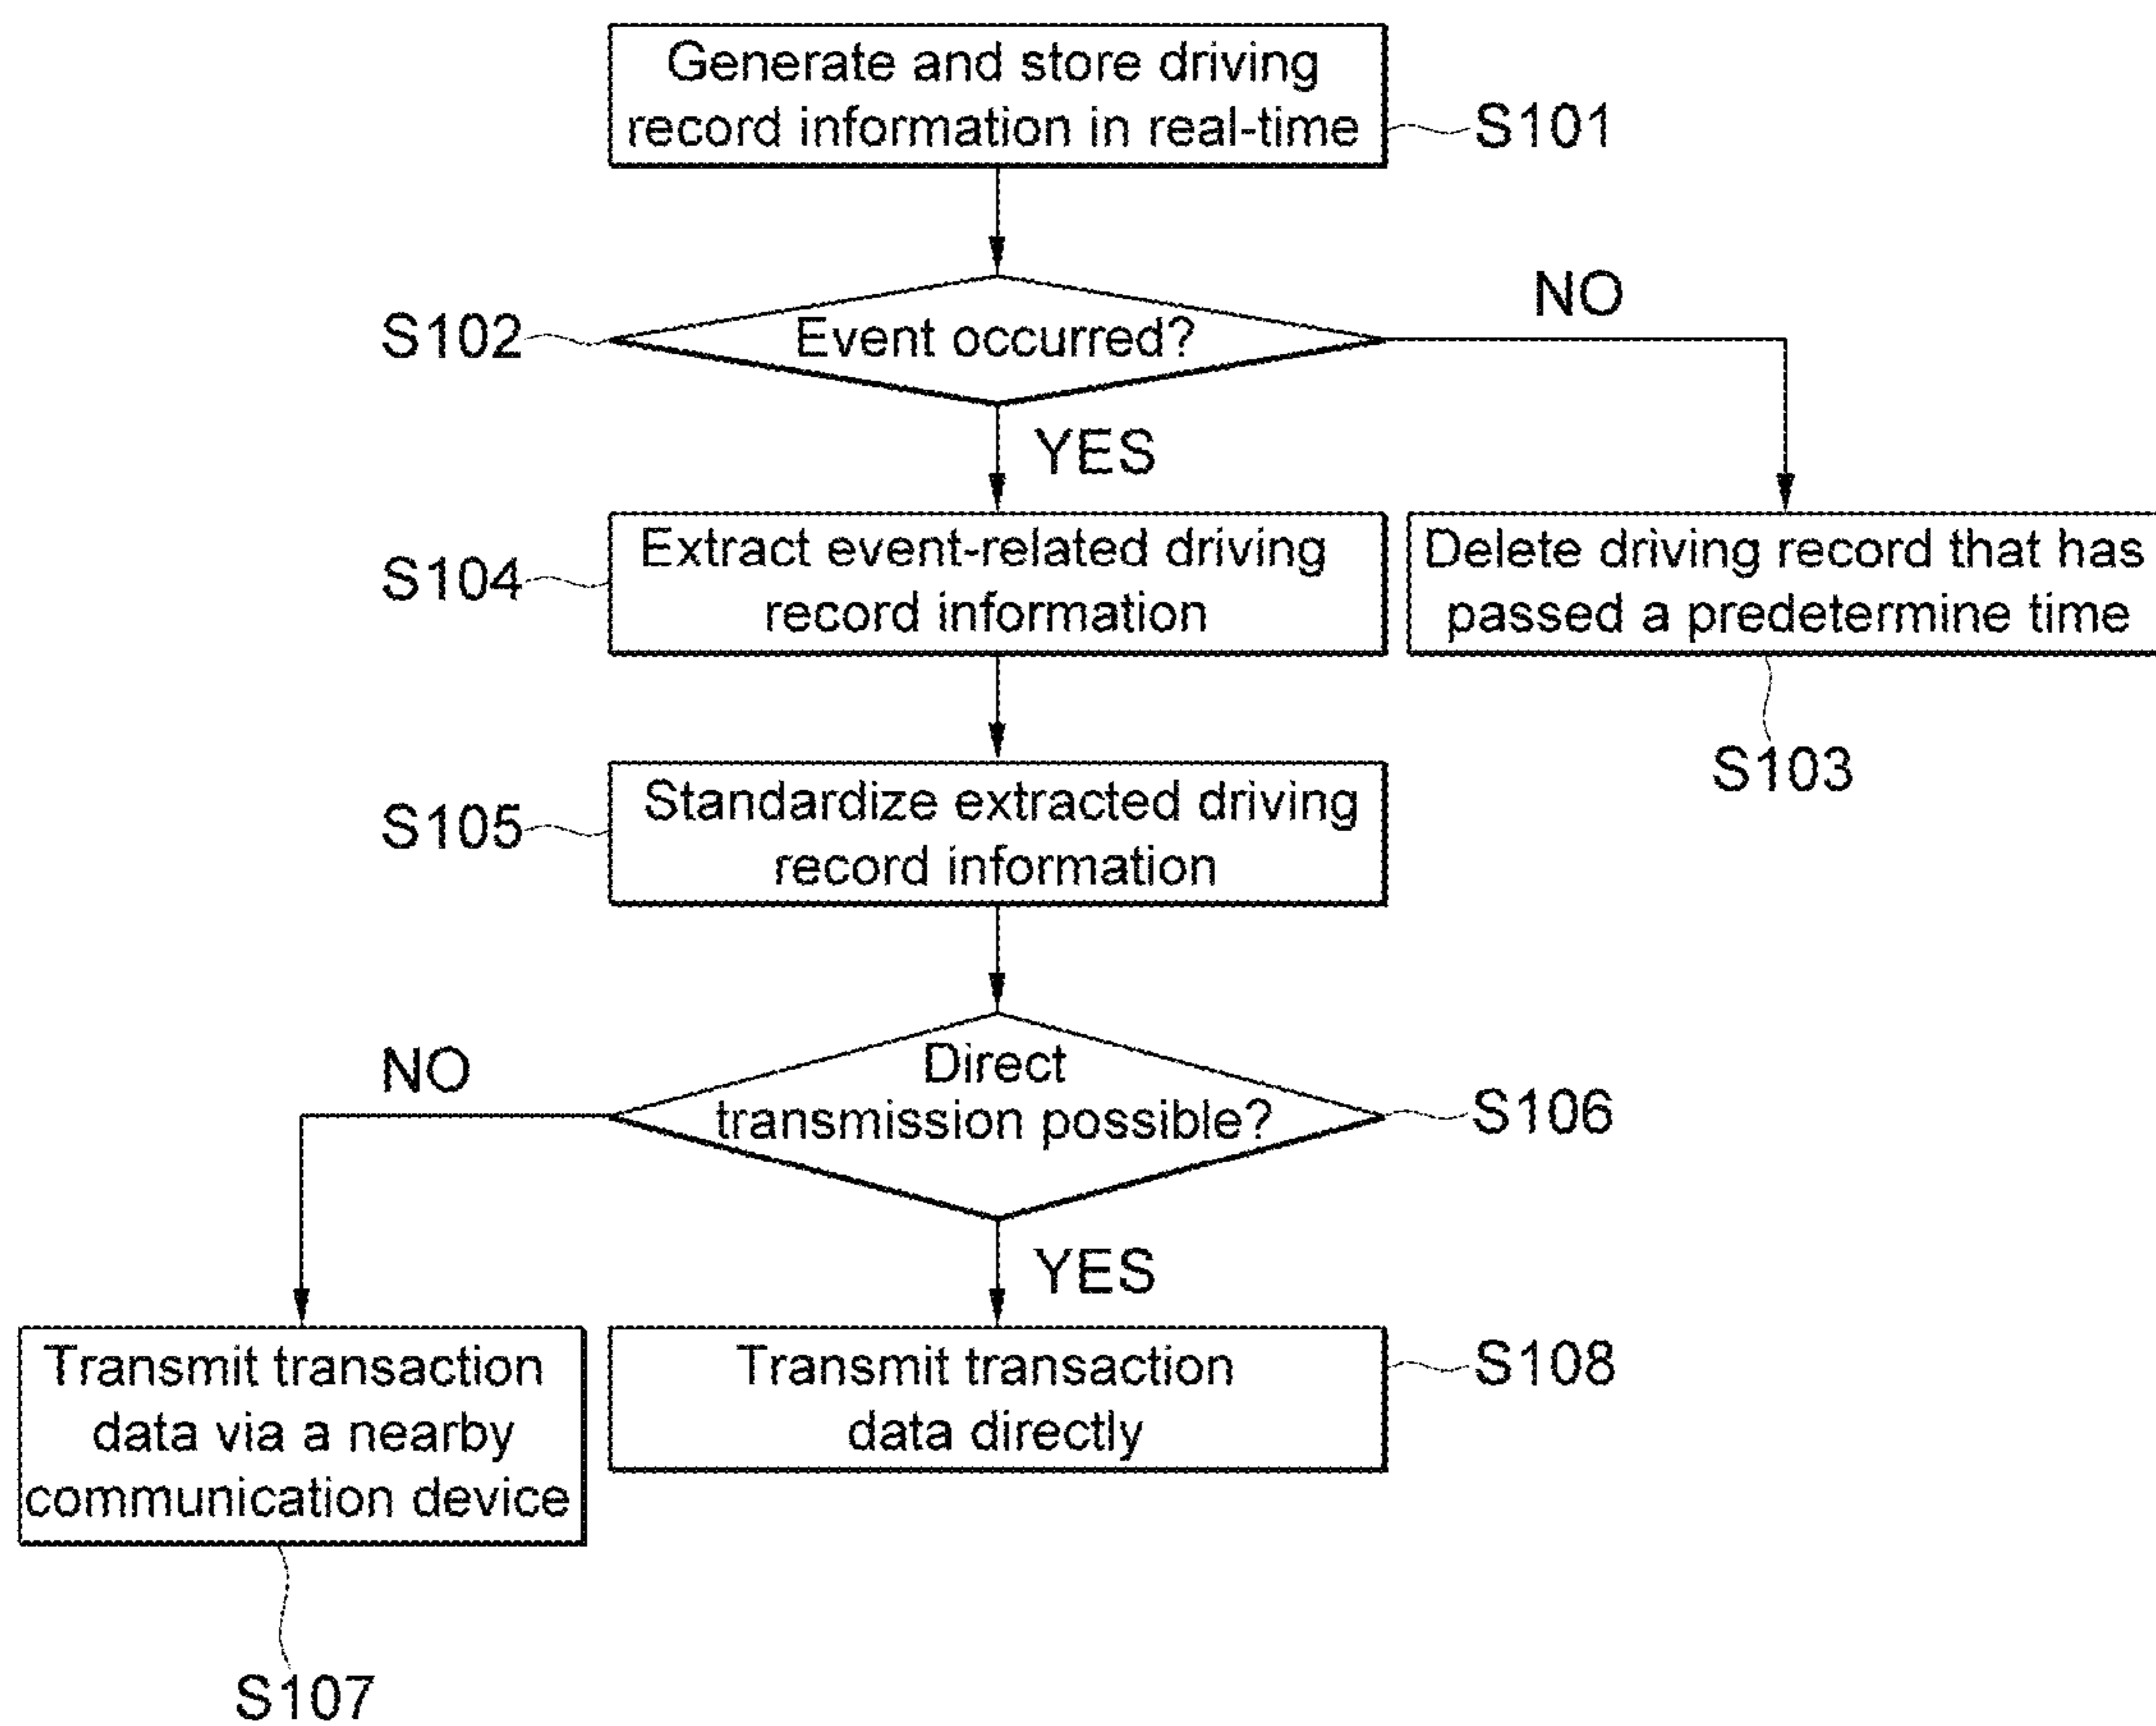 Generate and store driving
record information in real-time
S101
S102
Event occurred?
NO
YES
S104
Extract event-related driving
record information
Delete driving record that has
passed a predetermine time
S103
S105
Standardize extracted driving
record information
NO
Direct
transmission possible?
S106
YES
Transmit transaction
data via a nearby
communication device
S107
Transmit transaction
data directly
S108